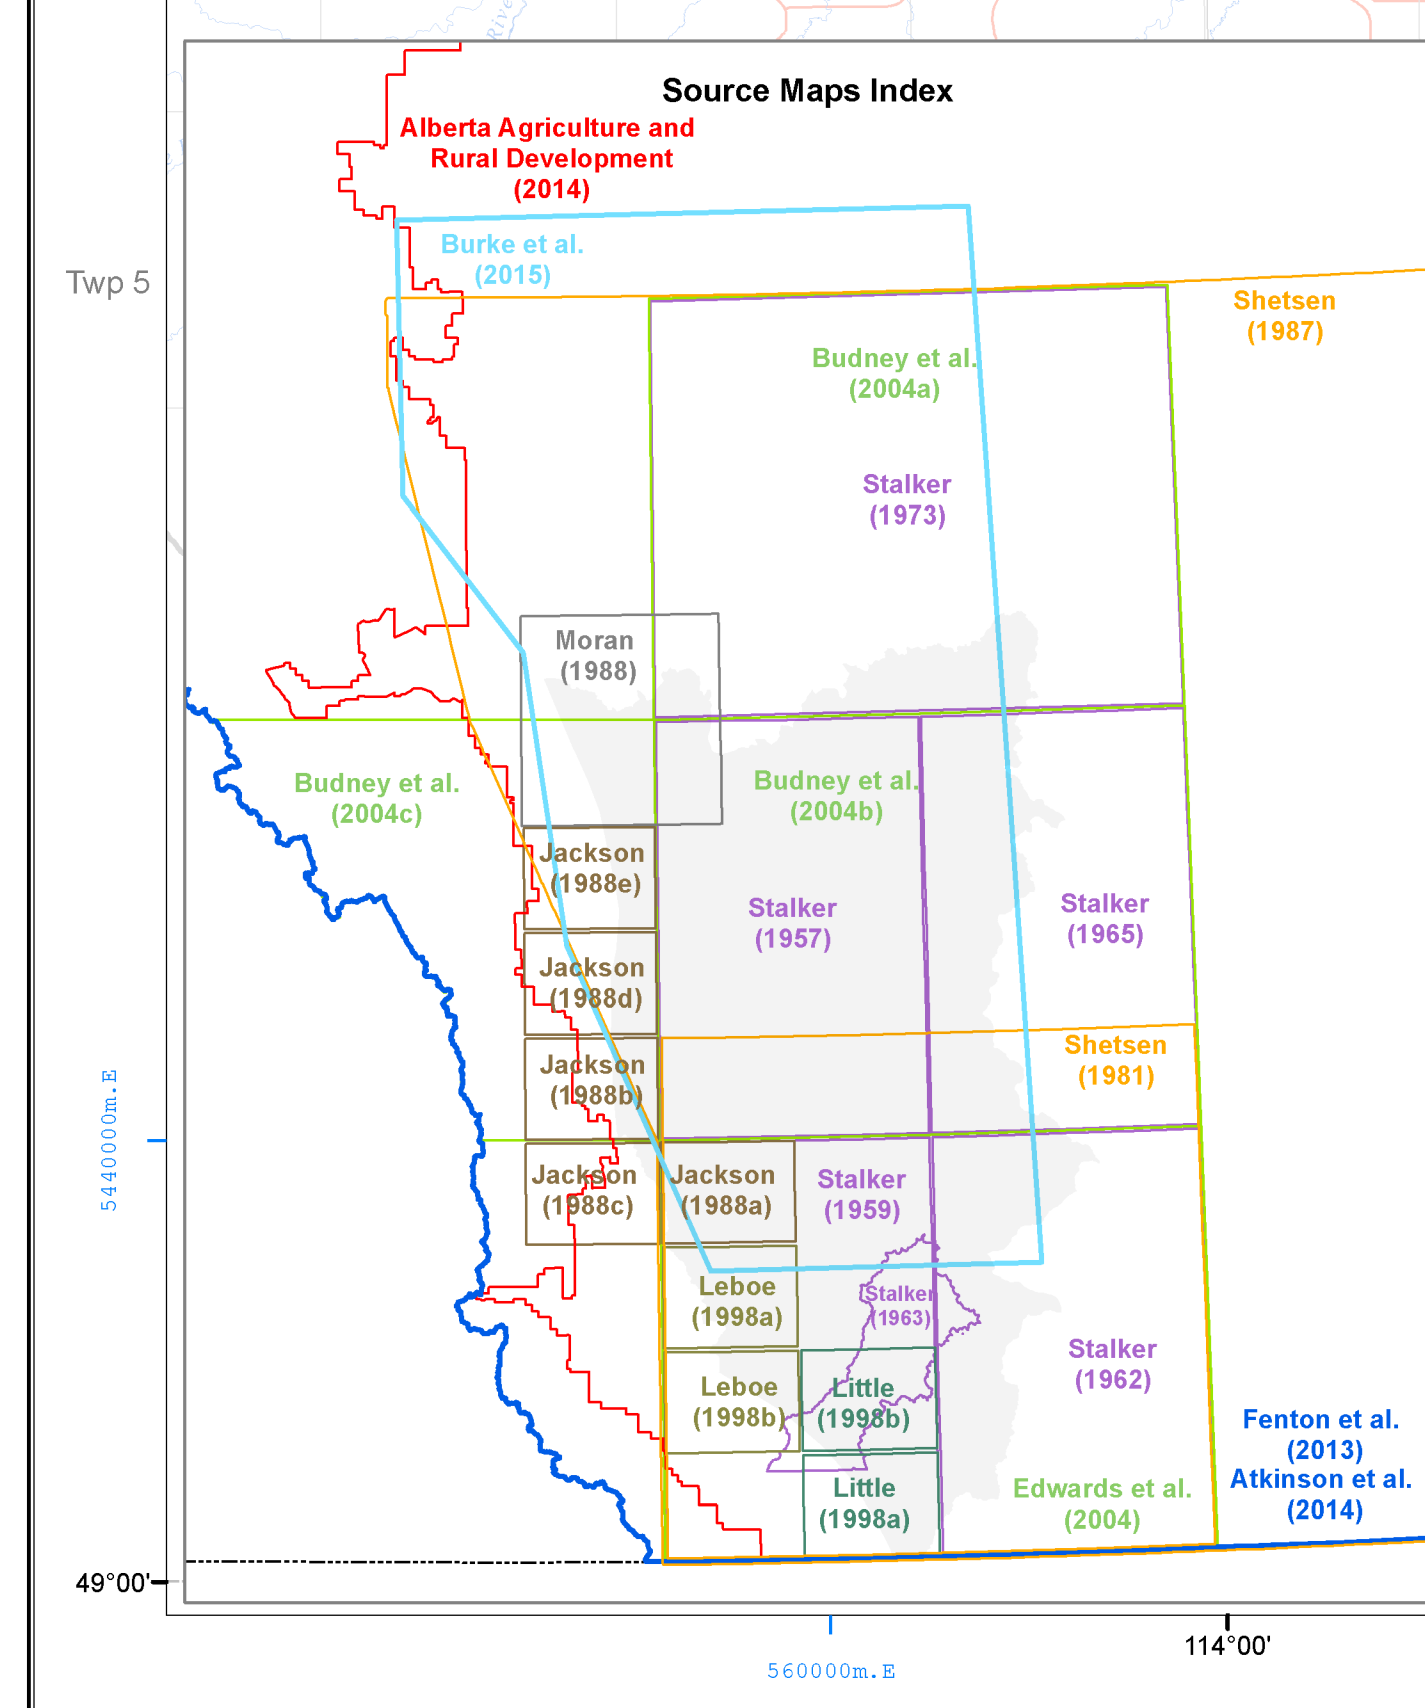 River
Source Maps Index
Alberta Agriculture and
Rural Development
(2014)
Burke et al.
(2015)
Twp 5
Shetsen
(1987)
Budney et al.
(2004a)
Stalker
(1973)
Moran
(1988)
Budney et al.
(2004c)
Budney et al.
(2004b)
Jackson
(1988e)
Stalker
(1957)
Stalker
(1965)
Jackson
(1988d)
Shetsen
(1981)
Jackson
(1988b)
5440000m.E
Jackson
(1988c)
Jackson
(1988a)
Stalker
(1959)
Leboe
(1998a)
Stalker
(1963)
Stalker
(1962)
Leboe
(1998b)
Little
(1998b)
Fenton et al.
(2013)
Atkinson et al.
(2014)
Little
(1998a)
Edwards et al.
(2004)
49°00'
114°00'
560000m.E